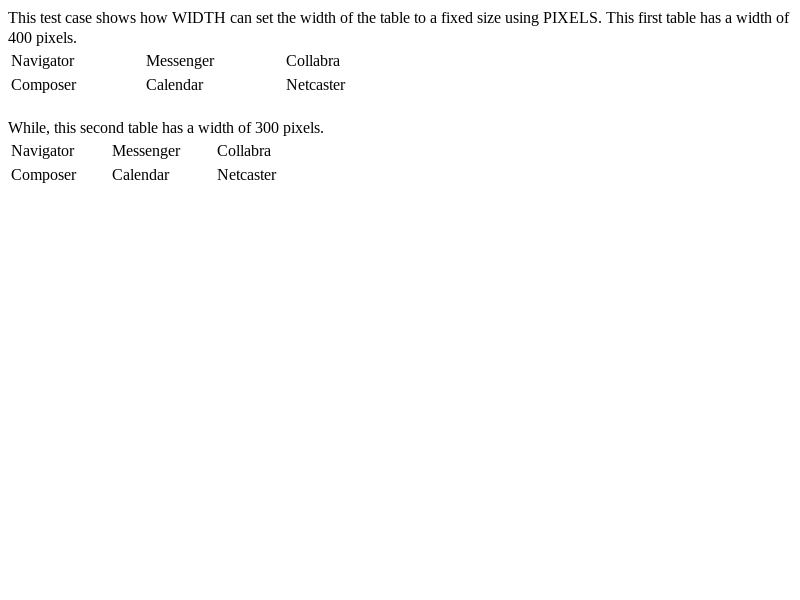 This test case shows how WIDTH can set the width of the table to a fixed size using PIXELS. This first table has a width of
400 pixels.
Navigator Messenger Collabra
Composer Calendar Netcaster
While, this second table has a width of 300 pixels.
Navigator Messenger Collabra
Composer Calendar Netcaster